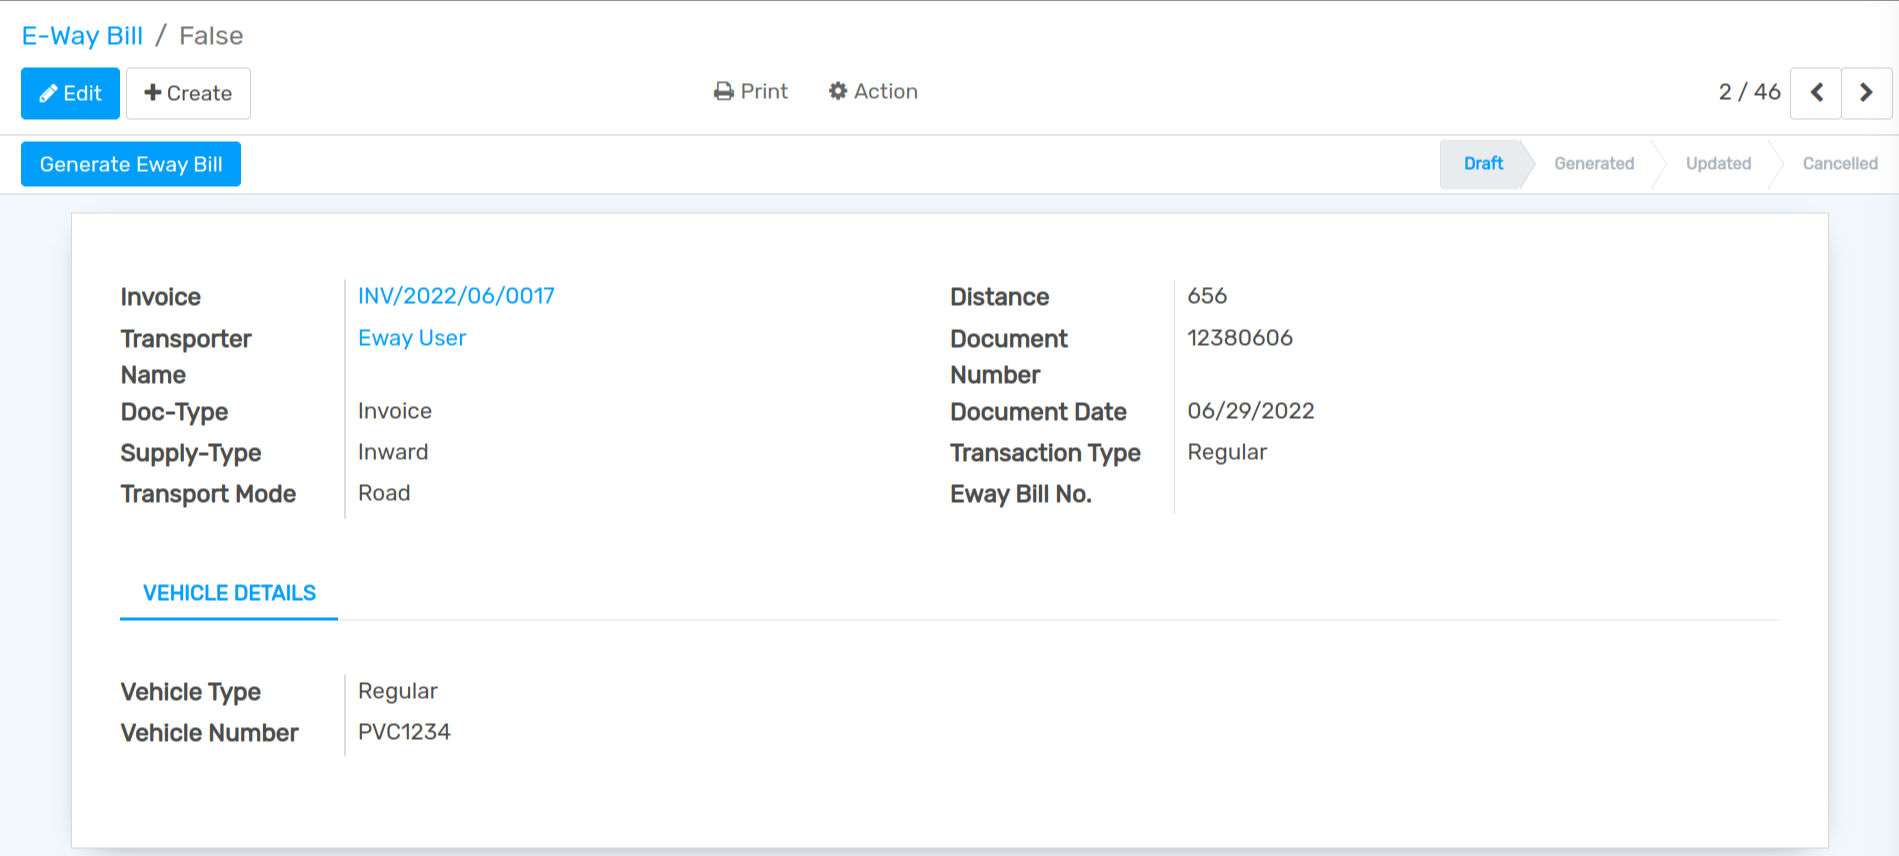 E-Way Bill / False
Edit
Create
Print
Action
2 / 46
Generate Eway Bill
Draft
Generated
Updated
Cancelled
Invoice INV/2022/06/0017
Transporter Name Eway User
Doc-Type Invoice
Supply-Type Inward
Transport Mode Road
Distance 656
Document Number 12380606
Document Date 06/29/2022
Transaction Type Regular
Eway Bill No.
VEHICLE DETAILS
Vehicle Type Regular
Vehicle Number PVC1234